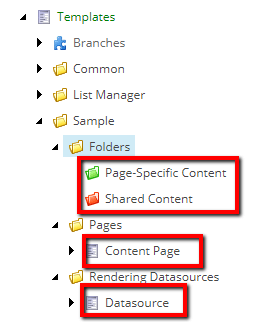 Templates
Branches
Common
List Manager
Sample
Folders
Page-Specific Content
Shared Content
Pages
Content Page
Rendering Datasources
Datasource